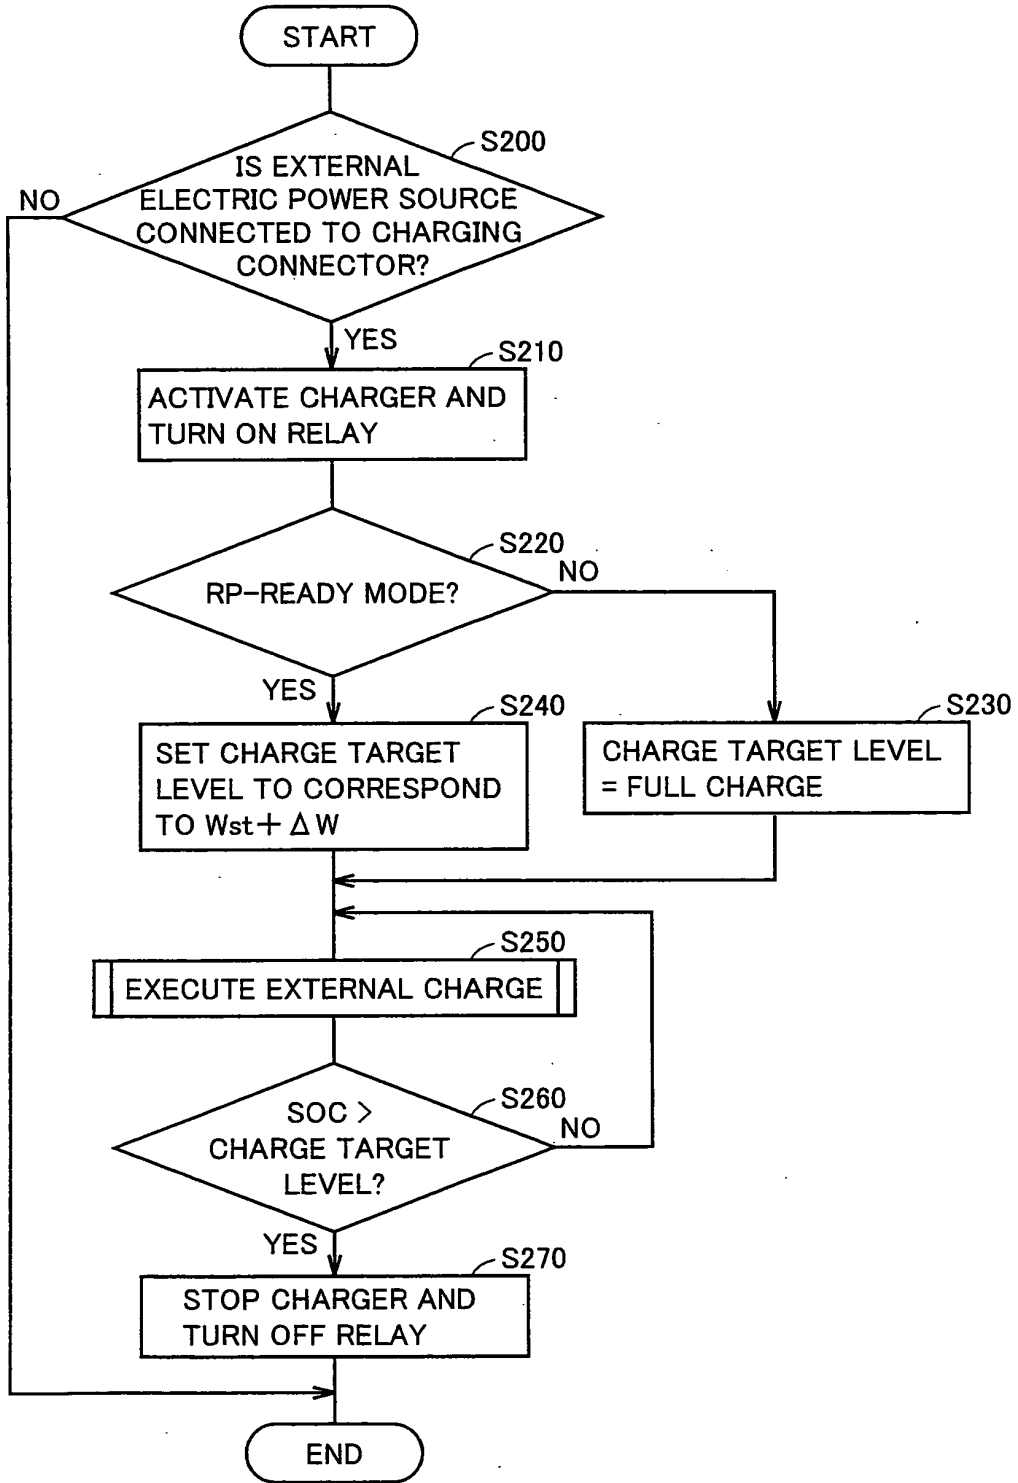 START
S200
IS EXTERNAL
ELECTRIC POWER SOURCE
CONNECTED TO CHARGING
CONNECTOR?
NO
YES
S210
ACTIVATE CHARGER AND
TURN ON RELAY
S220
RP-READY MODE?
NO
YES
S240
SET CHARGE TARGET
LEVEL TO CORRESPOND
TO Wst+ΔW
S230
CHARGE TARGET LEVEL
= FULL CHARGE
S250
EXECUTE EXTERNAL CHARGE
S260
SOC >
CHARGE TARGET
LEVEL?
NO
YES
S270
STOP CHARGER AND
TURN OFF RELAY
END